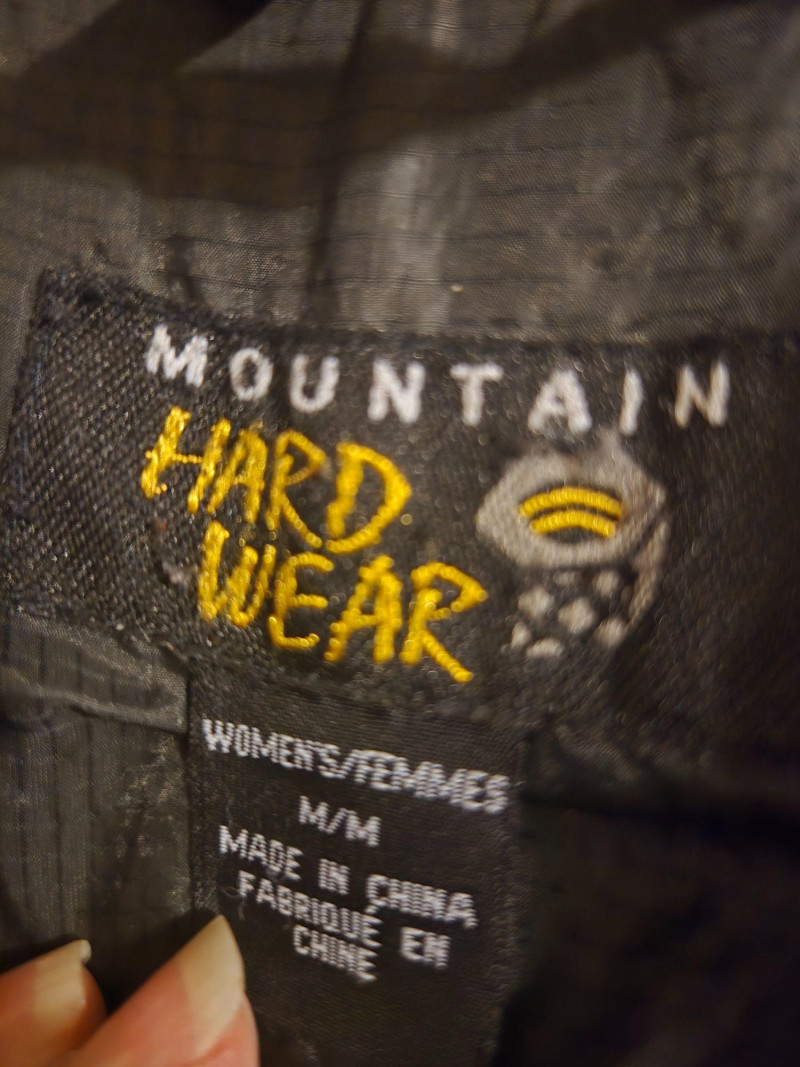 MOUNTAIN
HARD
WEAR
WOMEN'S/FEMMES
M/M
MADE IN CHINA
FABRIQUÉ EN
CHINE